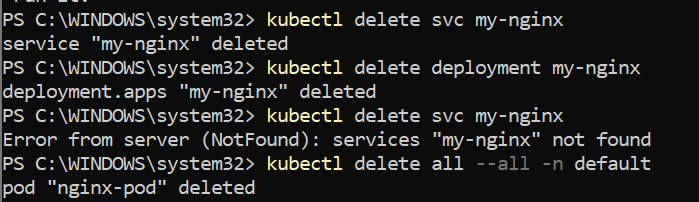 PS C:\WINDOWS\system32> kubectl delete svc my-nginx
service "my-nginx" deleted
PS C:\WINDOWS\system32> kubectl delete deployment my-nginx
deployment.apps "my-nginx" deleted
PS C:\WINDOWS\system32> kubectl delete svc my-nginx
Error from server (NotFound): services "my-nginx" not found
PS C:\WINDOWS\system32> kubectl delete all --all -n default
pod "nginx-pod" deleted